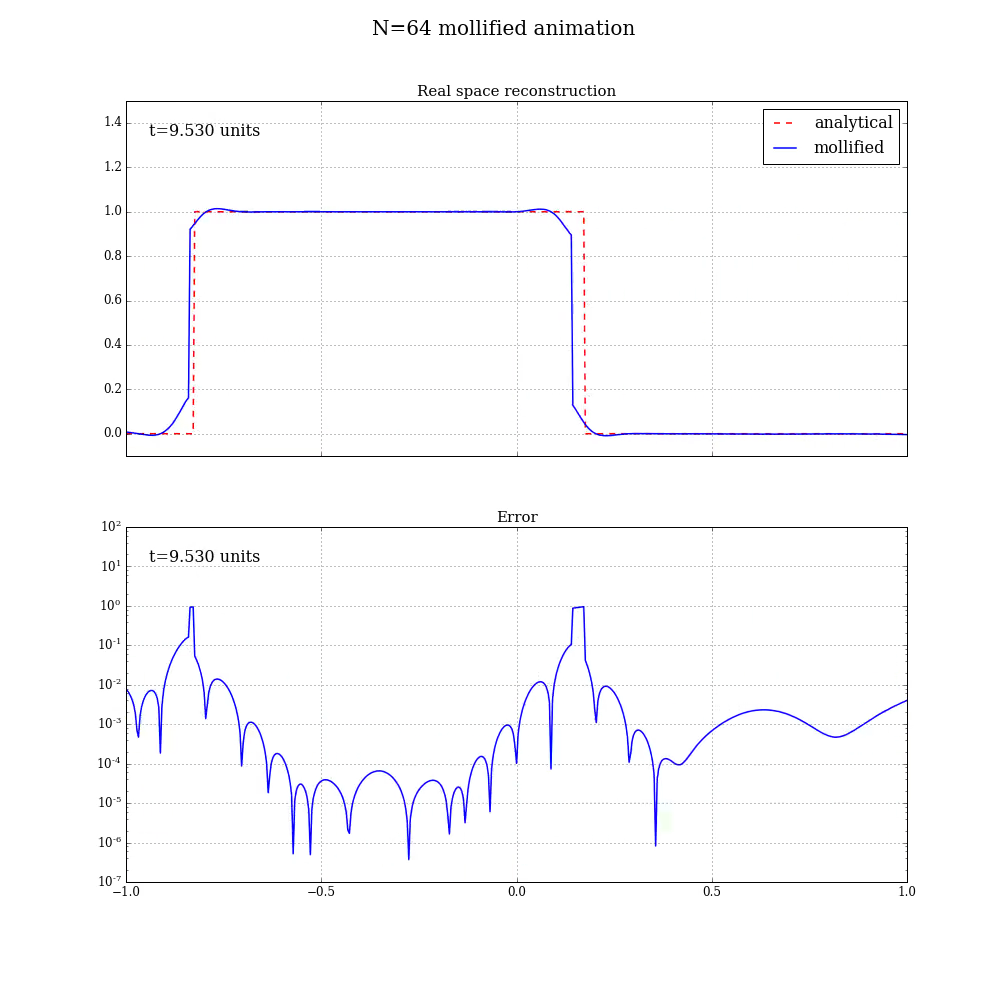 N=64 mollified animation
Real space reconstruction
t=9.530 units
analytical
mollified
1.4
1.2
1.0
0.8
0.6
0.4
0.2
0.0
Error
t=9.530 units
10²
10¹
10⁰
10⁻¹
10⁻²
10⁻³
10⁻⁴
10⁻⁵
10⁻⁶
10⁻⁷
−1.0 −0.5 0.0 0.5 1.0